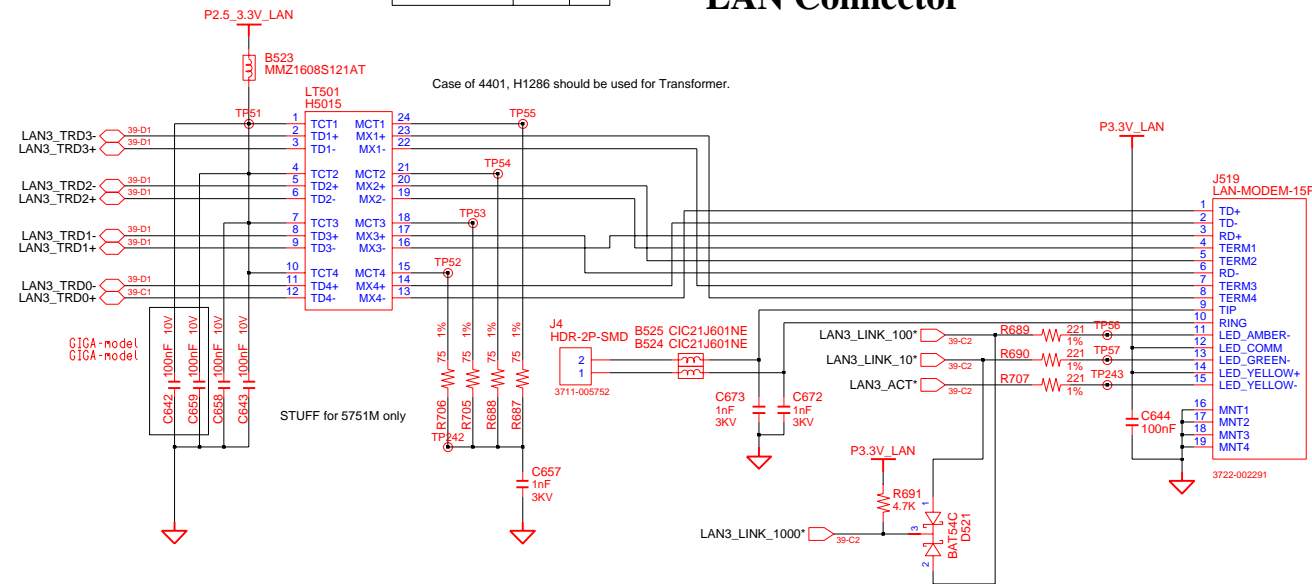 LAN Connector
P2.5_3.3V_LAN
B523
MMZ1608S121AT
Case of 4401, H1286 should be used for Transformer.
LT501
H5015
TP51
TP55
TP54
TP53
TP52
LAN3_TRD3- 39-D1
LAN3_TRD3+ 39-D1
LAN3_TRD2- 39-D1
LAN3_TRD2+ 39-D1
LAN3_TRD1- 39-D1
LAN3_TRD1+ 39-D1
LAN3_TRD0- 39-D1
LAN3_TRD0+ 39-C1
1 TCT1 MCT1 24
2 TD1+ MX1+ 23
3 TD1- MX1- 22
4 TCT2 MCT2 21
5 TD2+ MX2+ 20
6 TD2- MX2- 19
7 TCT3 MCT3 18
8 TD3+ MX3+ 17
9 TD3- MX3- 16
10 TCT4 MCT4 15
11 TD4+ MX4+ 14
12 TD4- MX4- 13
GIGA-model
GIGA-model
C642 100nF 10V
C659 100nF 10V
C658 100nF 10V
C643 100nF 10V
STUFF for 5751M only
R706 75 1%
R705 75 1%
R688 75 1%
R687 75 1%
TP242
C657
1nF
3KV
J4
HDR-2P-SMD
2
1
3711-005752
B525 CIC21J601NE
B524 CIC21J601NE
C673
1nF
3KV
C672
1nF
3KV
P3.3V_LAN
LAN3_LINK_100* 39-C2
LAN3_LINK_10* 39-C2
LAN3_ACT* 39-C2
R689 221 1% TP56
R690 221 1% TP57
R707 221 1% TP243
P3.3V_LAN
R691
4.7K
LAN3_LINK_1000* 39-C2
1
3
2
BAT54C
D521
C644
100nF
J519
LAN-MODEM-15P
1 TD+
2 TD-
3 RD+
4 TERM1
5 TERM2
6 RD-
7 TERM3
8 TERM4
9 TIP
10 RING
11 LED_AMBER-
12 LED_COMM
13 LED_GREEN-
14 LED_YELLOW+
15 LED_YELLOW-
16 MNT1
17 MNT2
18 MNT3
19 MNT4
3722-002291